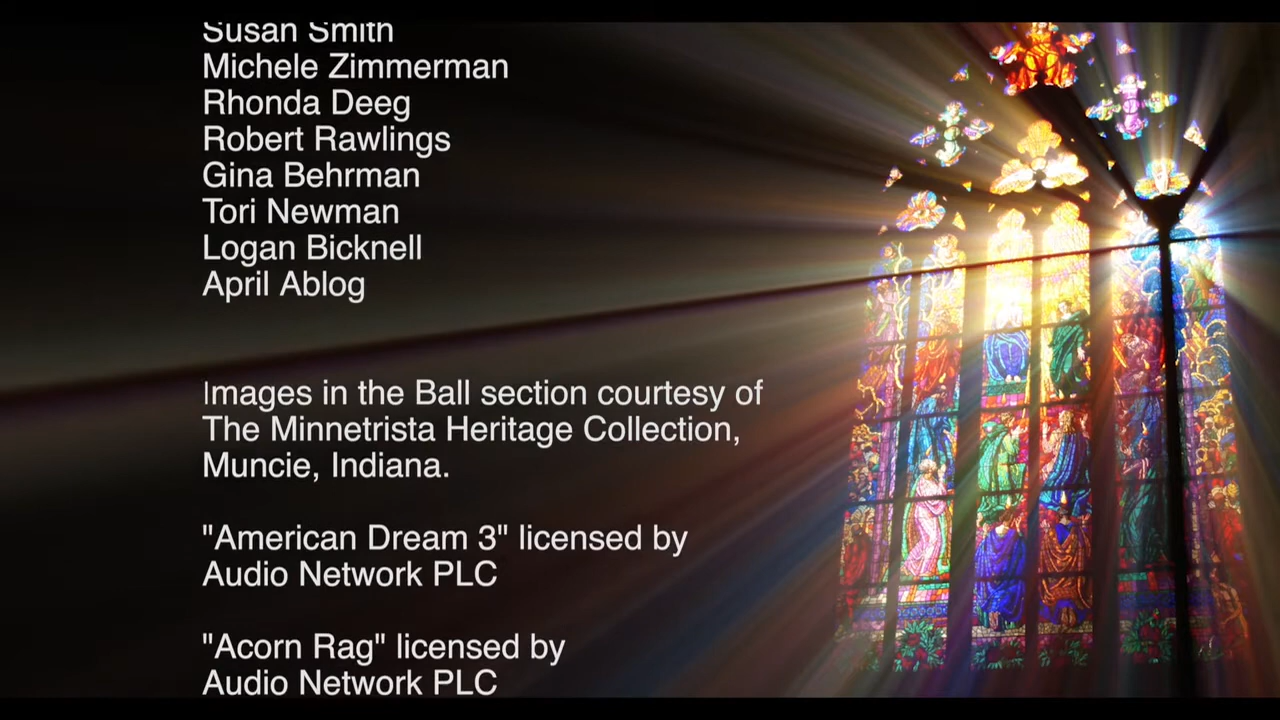 Susan Smith
Michele Zimmerman
Rhonda Deeg
Robert Rawlings
Gina Behrman
Tori Newman
Logan Bicknell
April Ablog
Images in the Ball section courtesy of
The Minnetrista Heritage Collection,
Muncie, Indiana.
"American Dream 3" licensed by
Audio Network PLC
"Acorn Rag" licensed by
Audio Network PLC